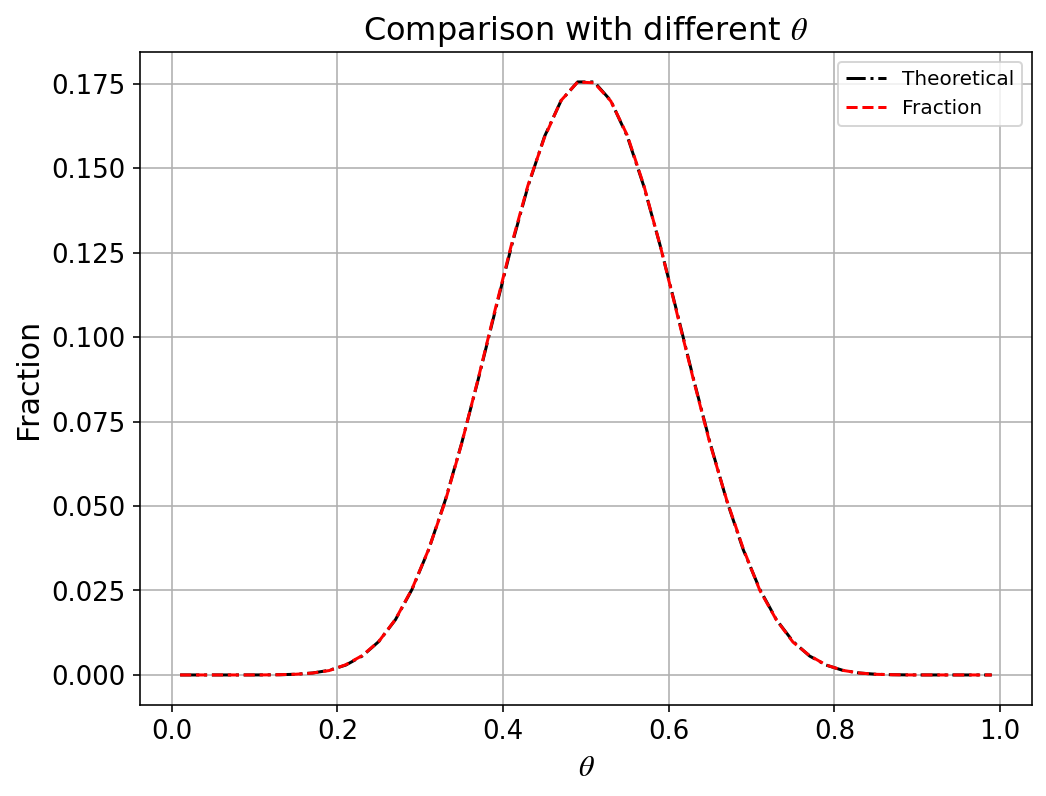 Comparison with different θ
Theoretical
Fraction
Fraction
0.175
0.150
0.125
0.100
0.075
0.050
0.025
0.000
0.0 0.2 0.4 0.6 0.8 1.0
θ